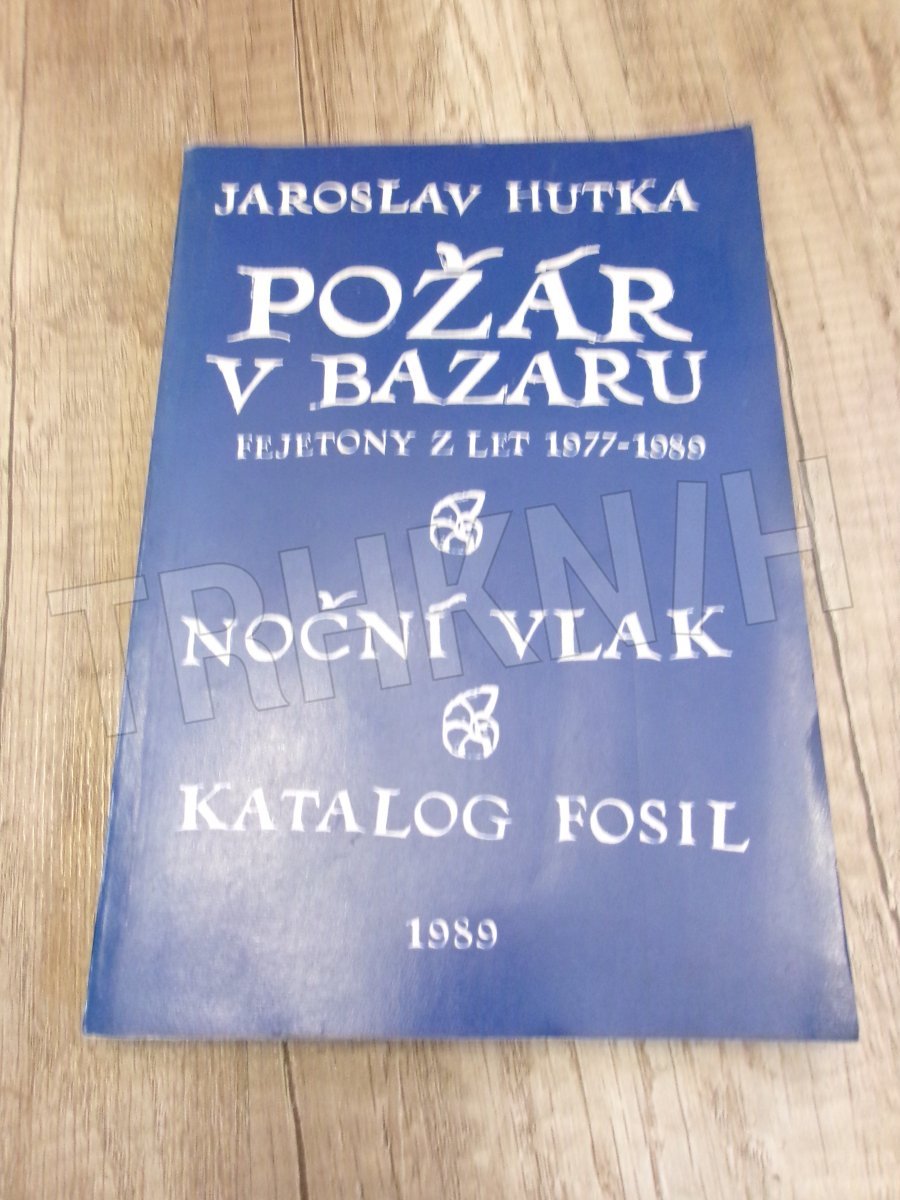 JAROSLAV HUTKA
POŽÁR
V BAZARU
FEJETONY Z LET 1977-1989
TRHKNIH
NOČNÍ VLAK
KATALOG FOSIL
1989